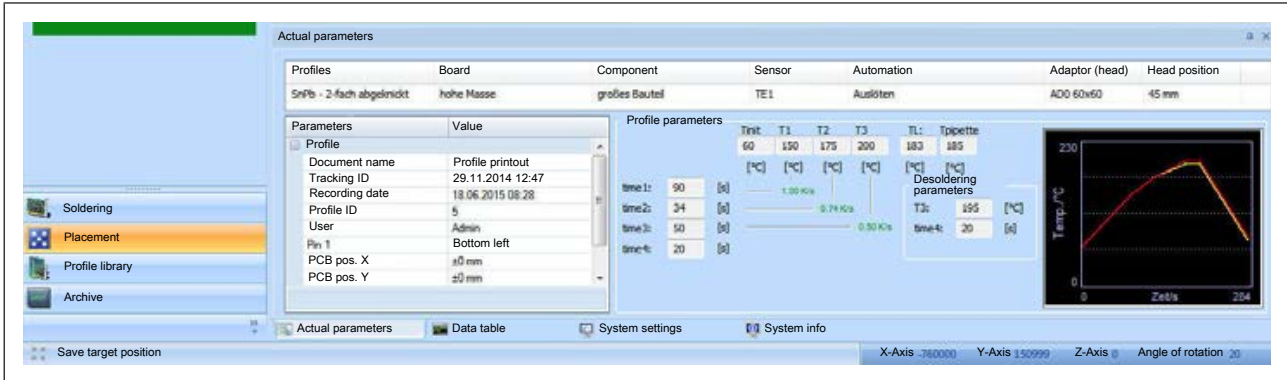 Actual parameters
Profiles Board Component Sensor Automation Adaptor (head) Head position
SnPb - 2-fach abgeknickt hohe Masse großes Bauteil TE1 Auslöten AD0 60x60 45 mm
Parameters Value
Profile
Document name Profile printout
Tracking ID 29.11.2014 12:47
Recording date 18.06.2015 08:28
Profile ID 5
User Admin
Pin 1 Bottom left
PCB pos. X ±0 mm
PCB pos. Y ±0 mm
Profile parameters
Tinit T1 T2 T3 TL: Tpipette
60 150 175 200 183 185
[°C] [°C] [°C] [°C] [°C] [°C]
time1: 90 [s] 1.00 K/s
time2: 34 [s] 0.74 K/s
time3: 50 [s] 0.50 K/s
time4: 20 [s]
Desoldering
parameters
T3: 195 [°C]
time4: 20 [s]
230
Temp./°C
0
0 Zeit/s 284
Soldering
Placement
Profile library
Archive
Actual parameters Data table System settings System info
Save target position X-Axis -760000 Y-Axis 150999 Z-Axis 0 Angle of rotation 20